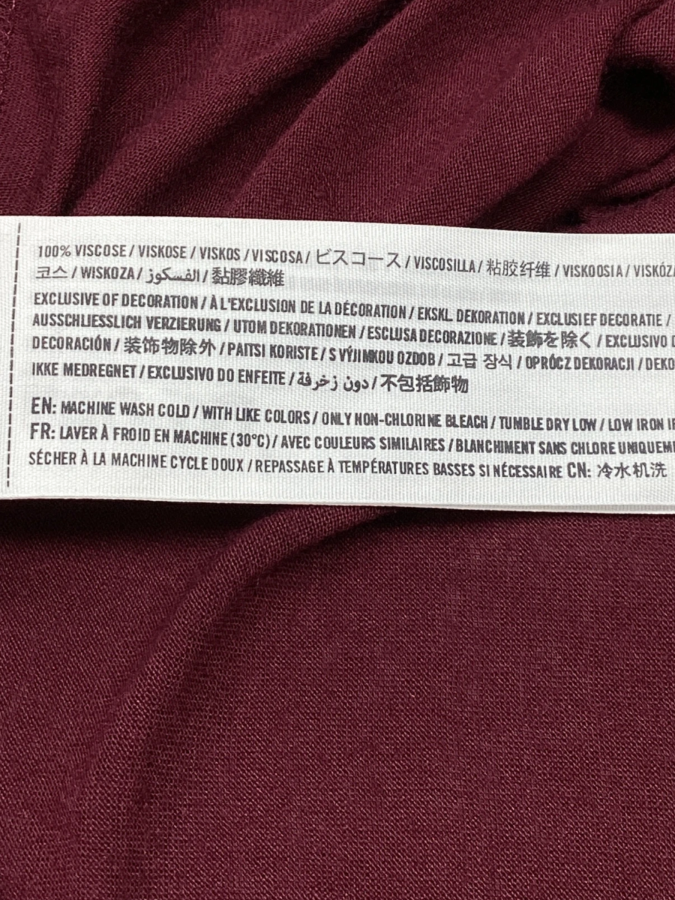 100% VISCOSE / VISKOSE / VISKOS / VISCOSA / ビスコース / VISCOSILLA / 粘胶纤维 / VISKOOSIA / VISKÓZA
코스 / WISKOZA / الفسكوز / 黏膠纖維
EXCLUSIVE OF DECORATION / À L'EXCLUSION DE LA DÉCORATION / EKSKL. DEKORATION / EXCLUSIEF DECORATIE /
AUSSCHLIESSLICH VERZIERUNG / UTOM DEKORATIONEN / ESCLUSA DECORAZIONE / 装飾を除く / EXCLUSIVO
DECORACIÓN / 装饰物除外 / PAITSI KORISTE / S VÝJIMKOU OZDOB / 고급 장식 / OPRÓCZ DEKORACJI / DEKO
IKKE MEDREGNET / EXCLUSIVO DO ENFEITE / دون زخرفة / 不包括飾物
EN: MACHINE WASH COLD / WITH LIKE COLORS / ONLY NON-CHLORINE BLEACH / TUMBLE DRY LOW / LOW IRON
FR: LAVER À FROID EN MACHINE (30°C) / AVEC COULEURS SIMILAIRES / BLANCHIMENT SANS CHLORE UNIQUEM
SÉCHER À LA MACHINE CYCLE DOUX / REPASSAGE À TEMPÉRATURES BASSES SI NÉCESSAIRE CN: 冷水机洗